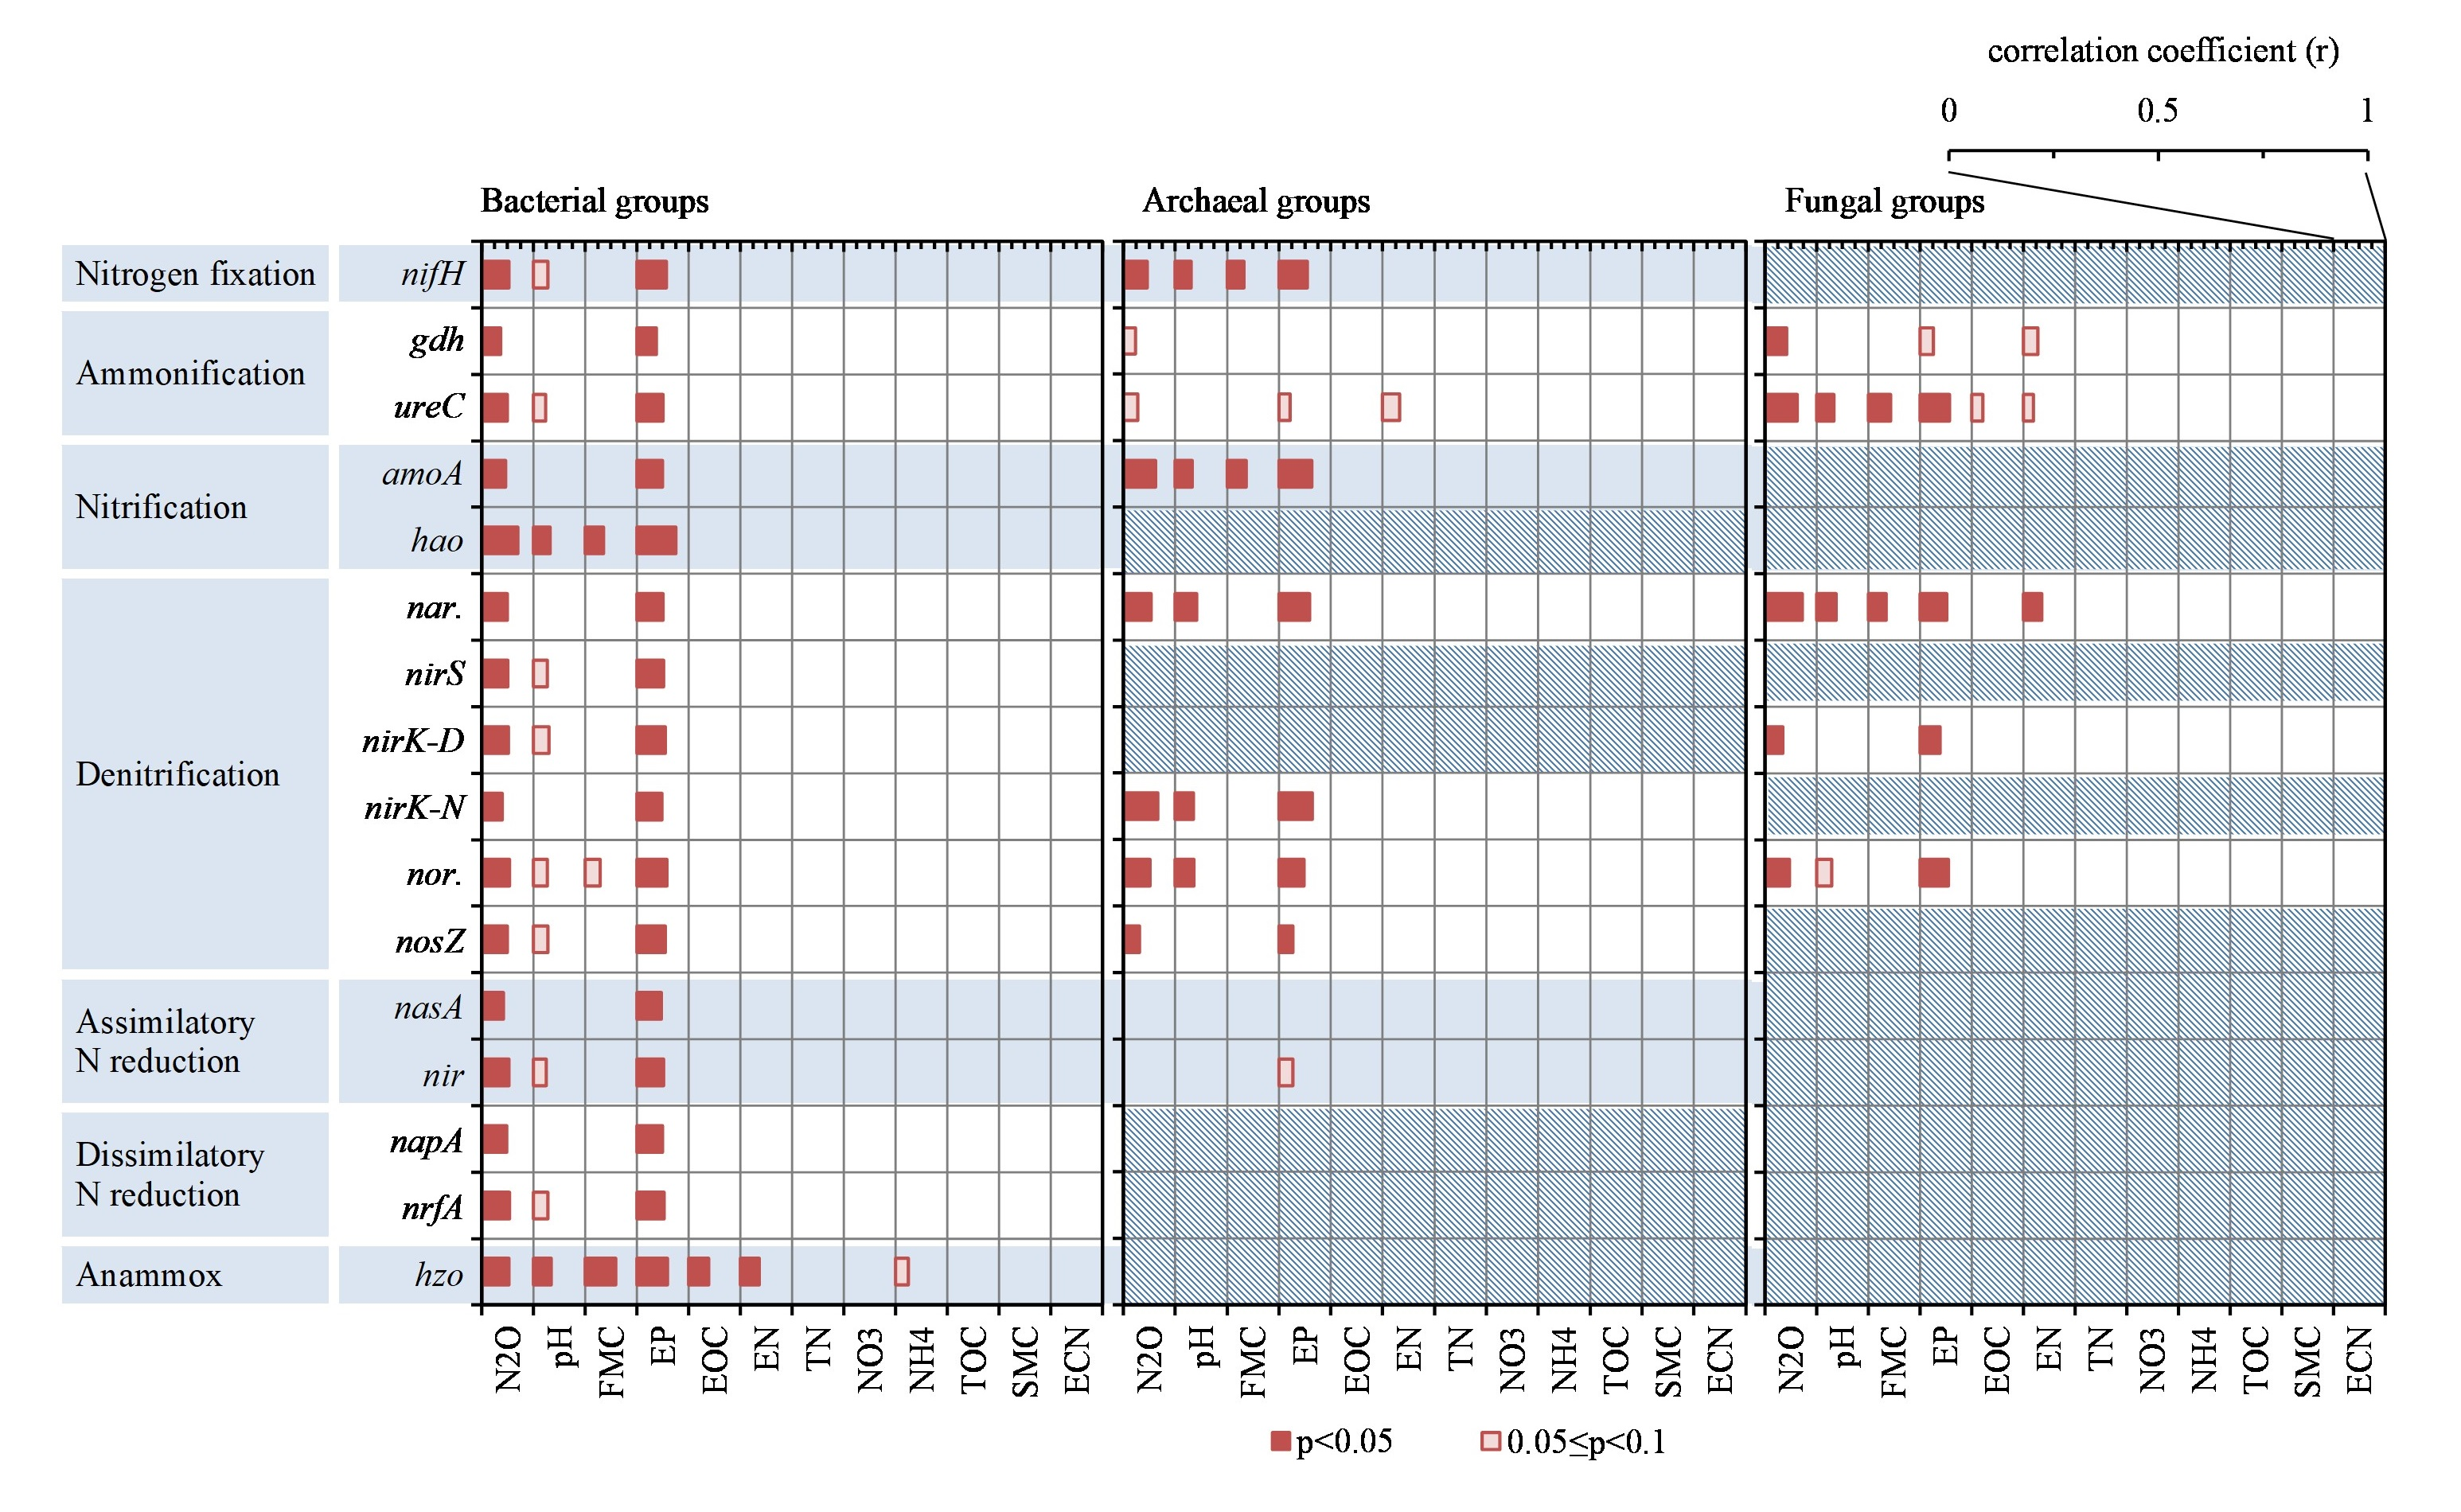 correlation coefficient (r)
0 0.5 1
Bacterial groups Archaeal groups Fungal groups
Nitrogen fixation nifH
Ammonification gdh
ureC
Nitrification amoA
hao
Denitrification nar.
nirS
nirK-D
nirK-N
nor.
nosZ
Assimilatory
N reduction
nasA
nir
Dissimilatory
N reduction
napA
nrfA
Anammox hzo
N2O pH FMC EP EOC EN TN NO3 NH4 TOC SMC ECN
N2O pH FMC EP EOC EN TN NO3 NH4 TOC SMC ECN
N2O pH FMC EP EOC EN TN NO3 NH4 TOC SMC ECN
p<0.05 0.05≤p<0.1